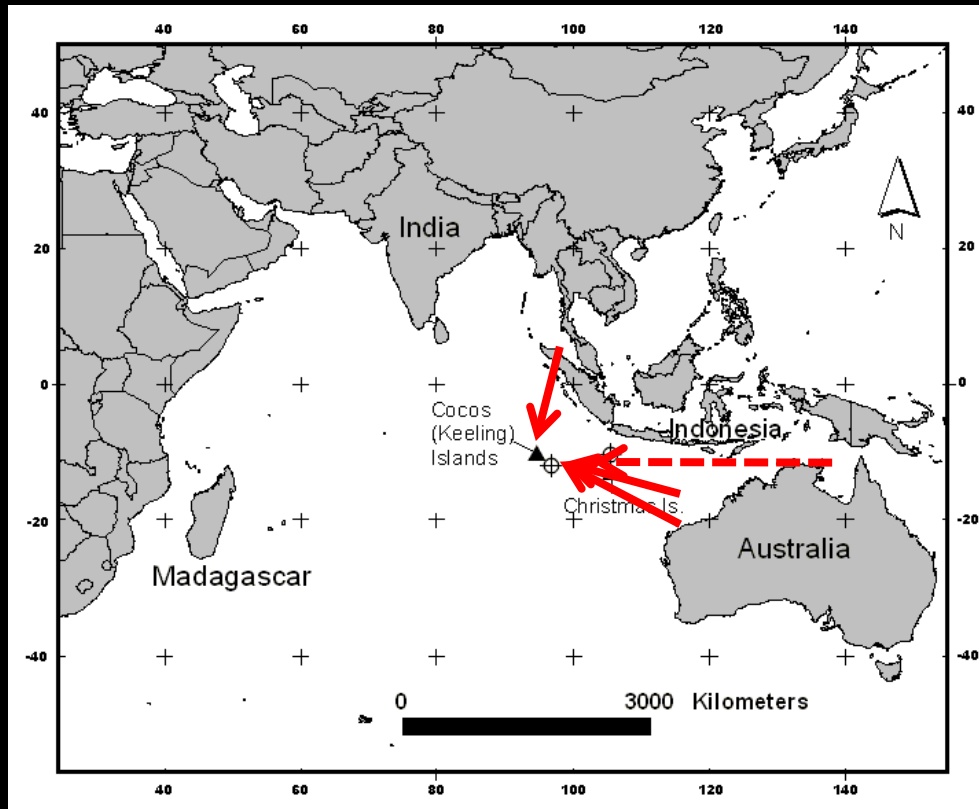 40 60 80 100 120 140
40 40
India
N
20 20
0 0
Cocos
(Keeling)
Islands
Indonesia
Christmas Is.
-20 -20
Australia
Madagascar
-40 -40
0 3000 Kilometers
40 60 80 100 120 140